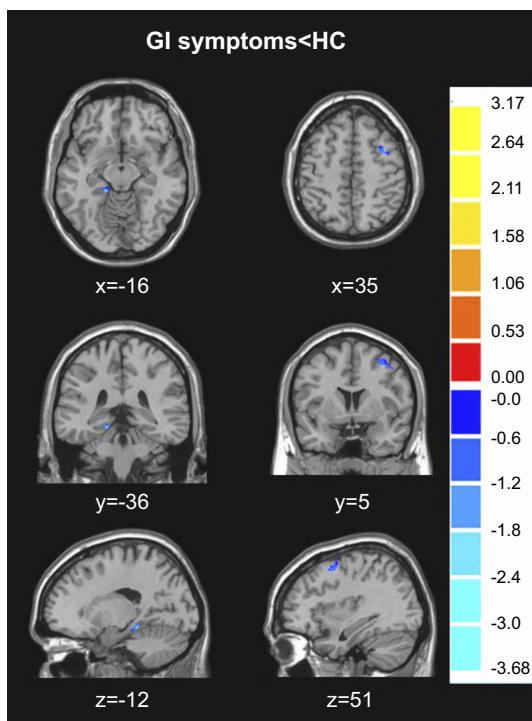 GI symptoms<HC
x=-16
x=35
y=-36
y=5
z=-12
z=51
3.17
2.64
2.11
1.58
1.06
0.53
0.00
-0.0
-0.6
-1.2
-1.8
-2.4
-3.0
-3.68